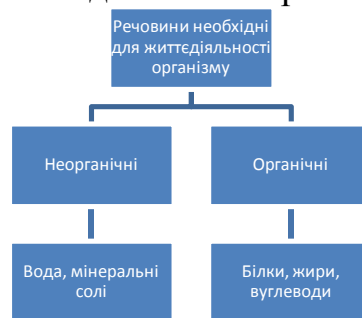 Речовини необхідні
для життєдіяльності
організму
Неорганічні
Органічні
Вода, мінеральні
солі
Білки, жири,
вуглеводи